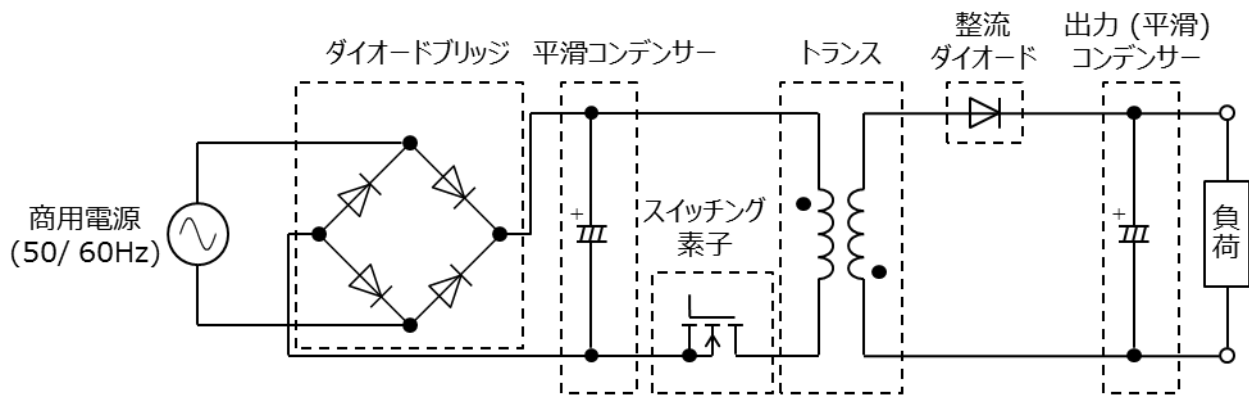 ダイオードブリッジ
平滑コンデンサー
トランス
整流
ダイオード
出力 (平滑)
コンデンサー
商用電源
(50/ 60Hz)
+
スイッチング
素子
+
負荷